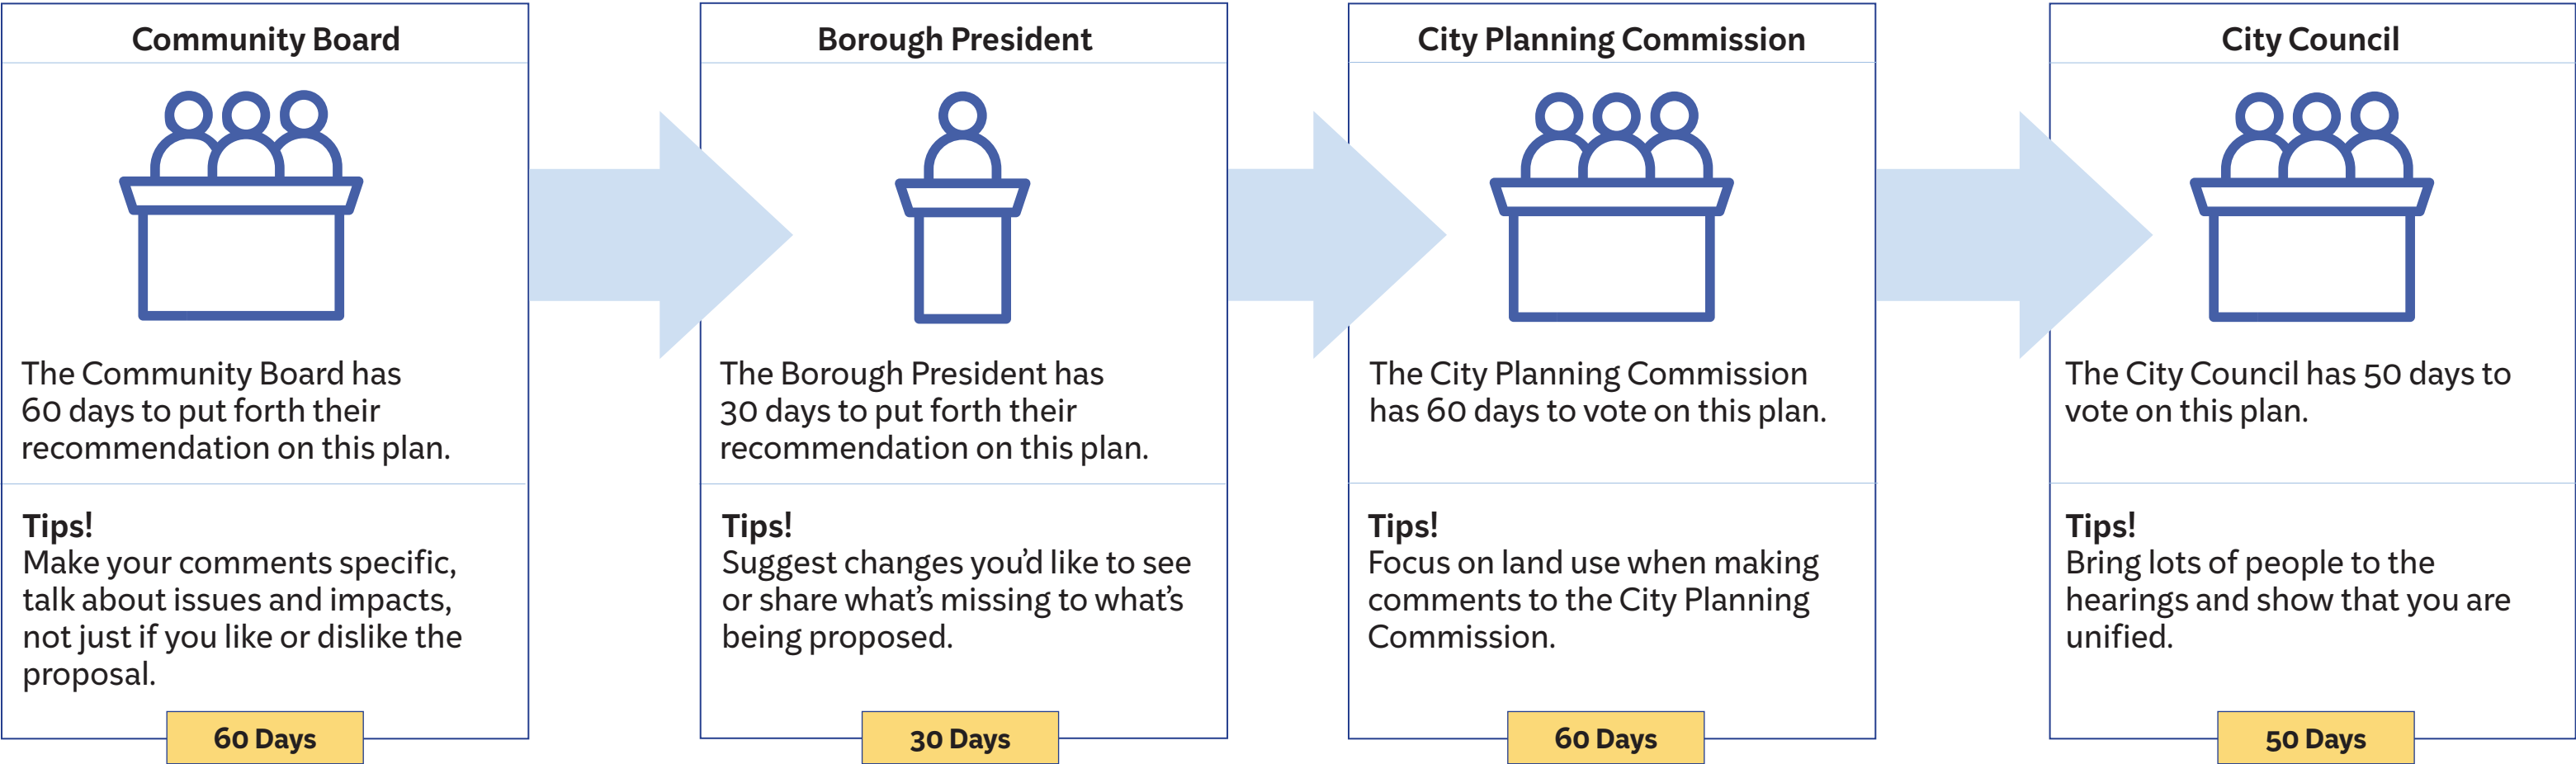 Community Board
The Community Board has
60 days to put forth their
recommendation on this plan.
Tips!
Make your comments specific,
talk about issues and impacts,
not just if you like or dislike the
proposal.
60 Days
Borough President
The Borough President has
30 days to put forth their
recommendation on this plan.
Tips!
Suggest changes you’d like to see
or share what’s missing to what’s
being proposed.
30 Days
City Planning Commission
The City Planning Commission
has 60 days to vote on this plan.
Tips!
Focus on land use when making
comments to the City Planning
Commission.
60 Days
City Council
The City Council has 50 days to
vote on this plan.
Tips!
Bring lots of people to the
hearings and show that you are
unified.
50 Days